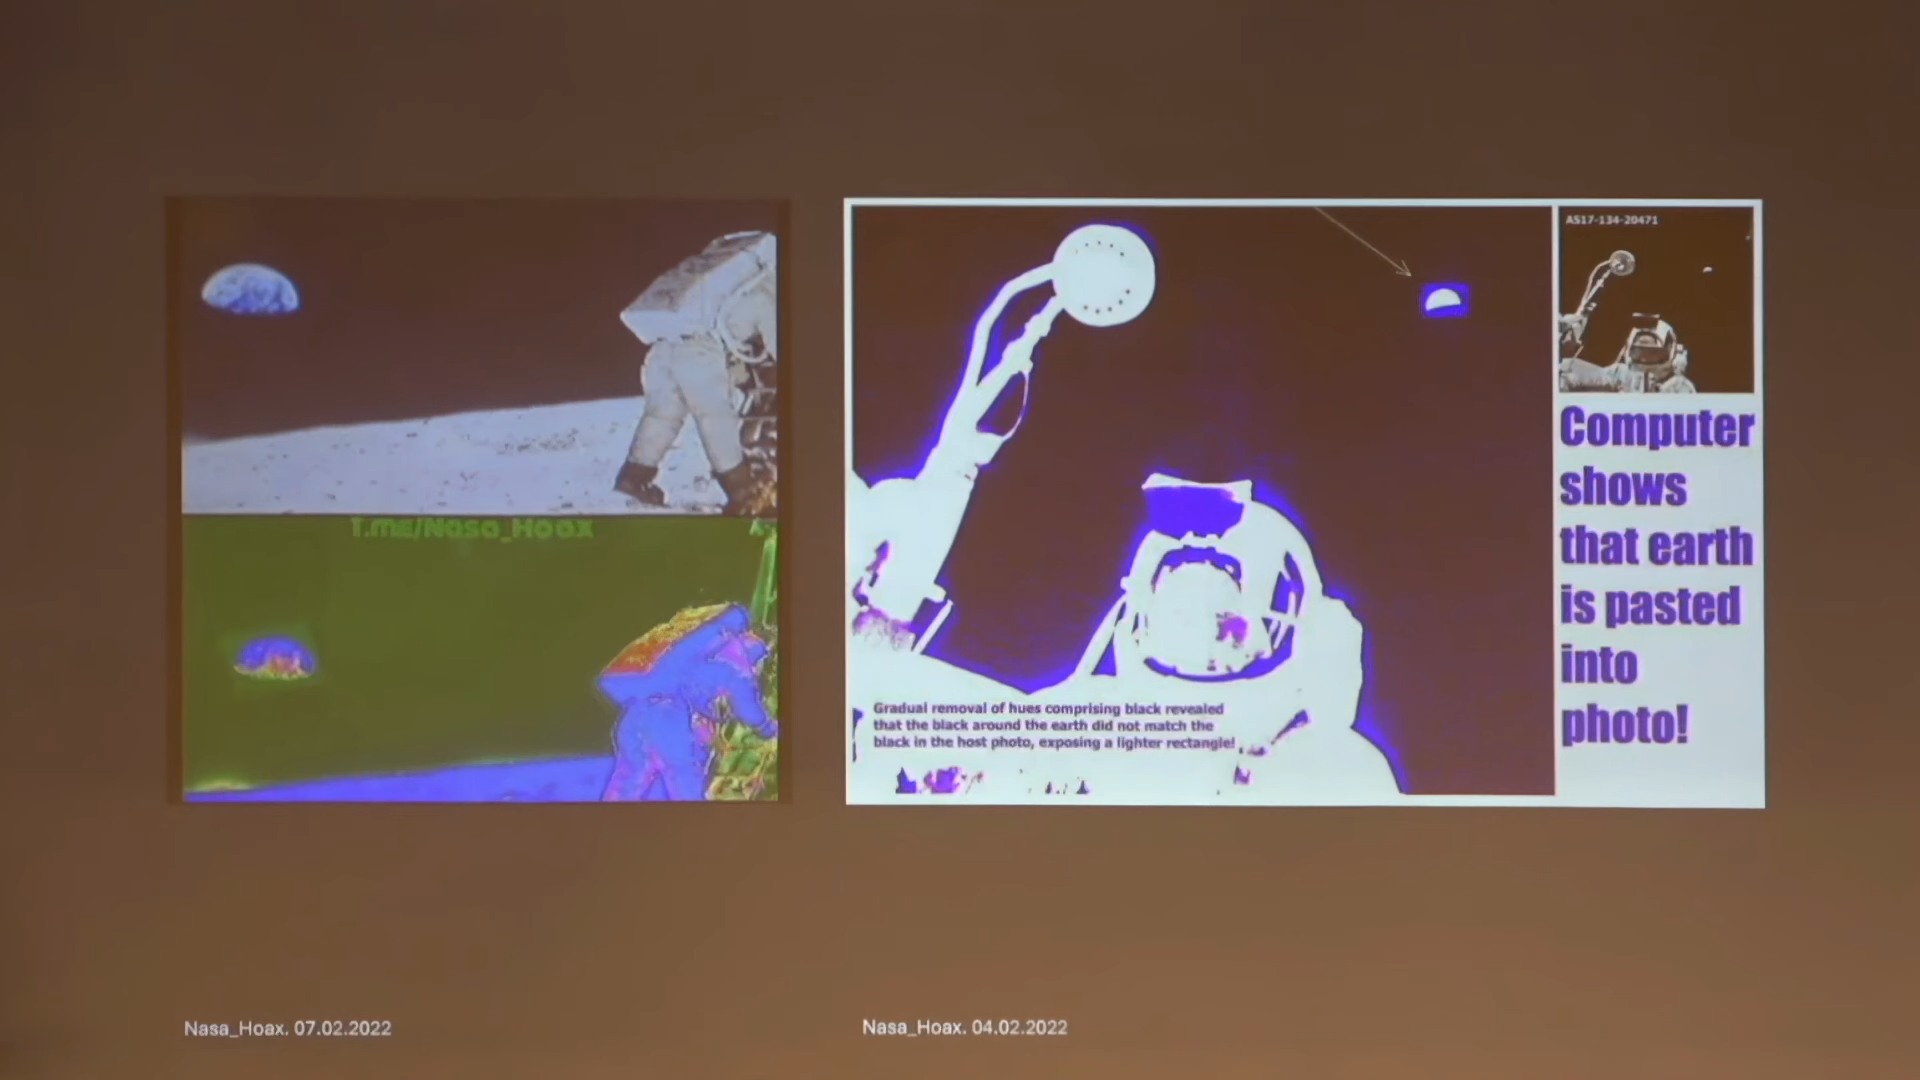 T.me/Nasa_Hoax
AS17-134-20471
Computer
shows
that earth
is pasted
into
photo!
Gradual removal of hues comprising black revealed
that the black around the earth did not match the
black in the host photo, exposing a lighter rectangle!
Nasa_Hoax. 07.02.2022
Nasa_Hoax. 04.02.2022